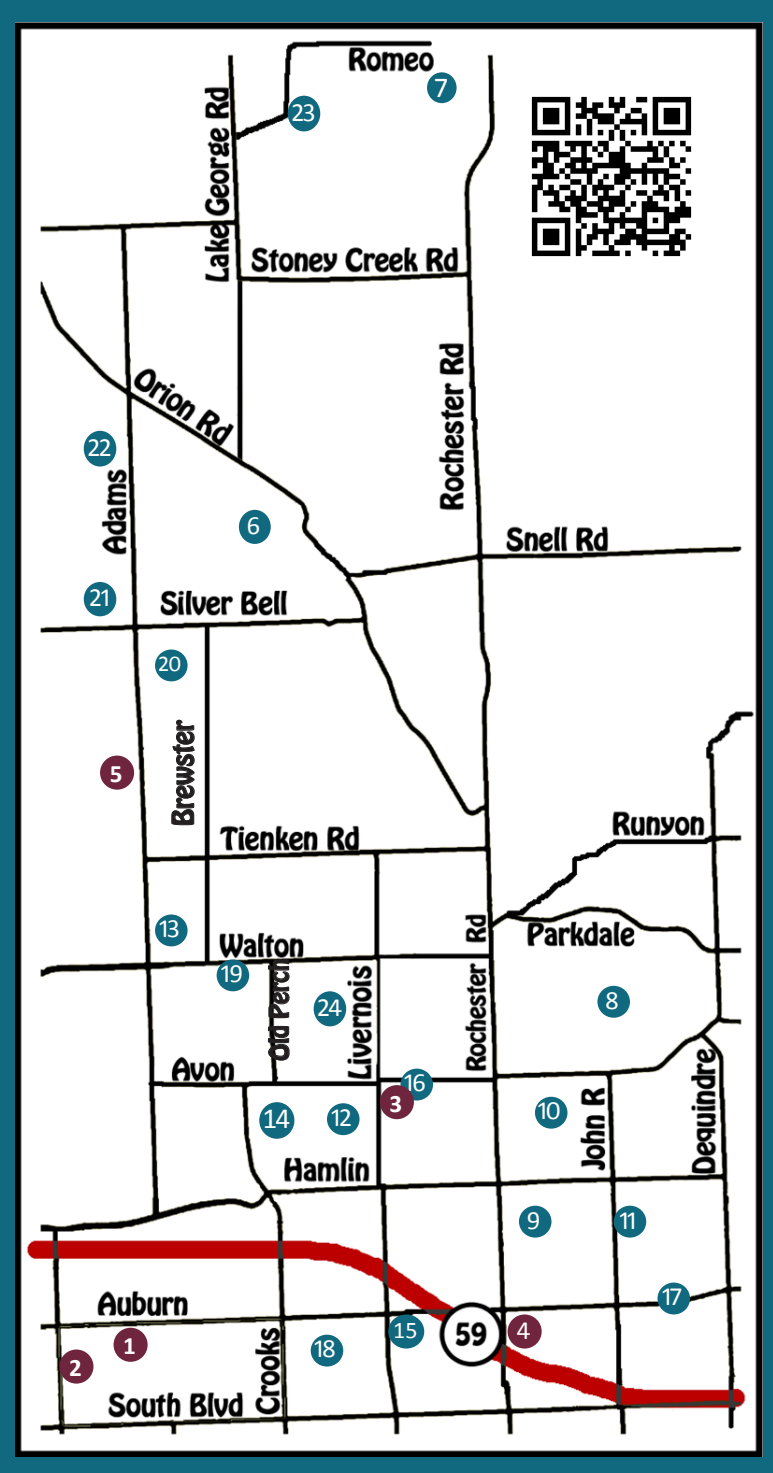 Romeo
7
23
Lake George Rd
Stoney Creek Rd
Orion Rd
Rochester Rd
22
Adams
6
Snell Rd
21
Silver Bell
20
Brewster
5
Runyon
Tienken Rd
13
Walton
Rd
Parkdale
19
Old Perch
24
Livernois
Rochester
8
Avon
16
3
14
12
10
John R
Dequindre
Hamlin
9
11
Auburn
17
1
2
Crooks
18
15
59
4
South Blvd